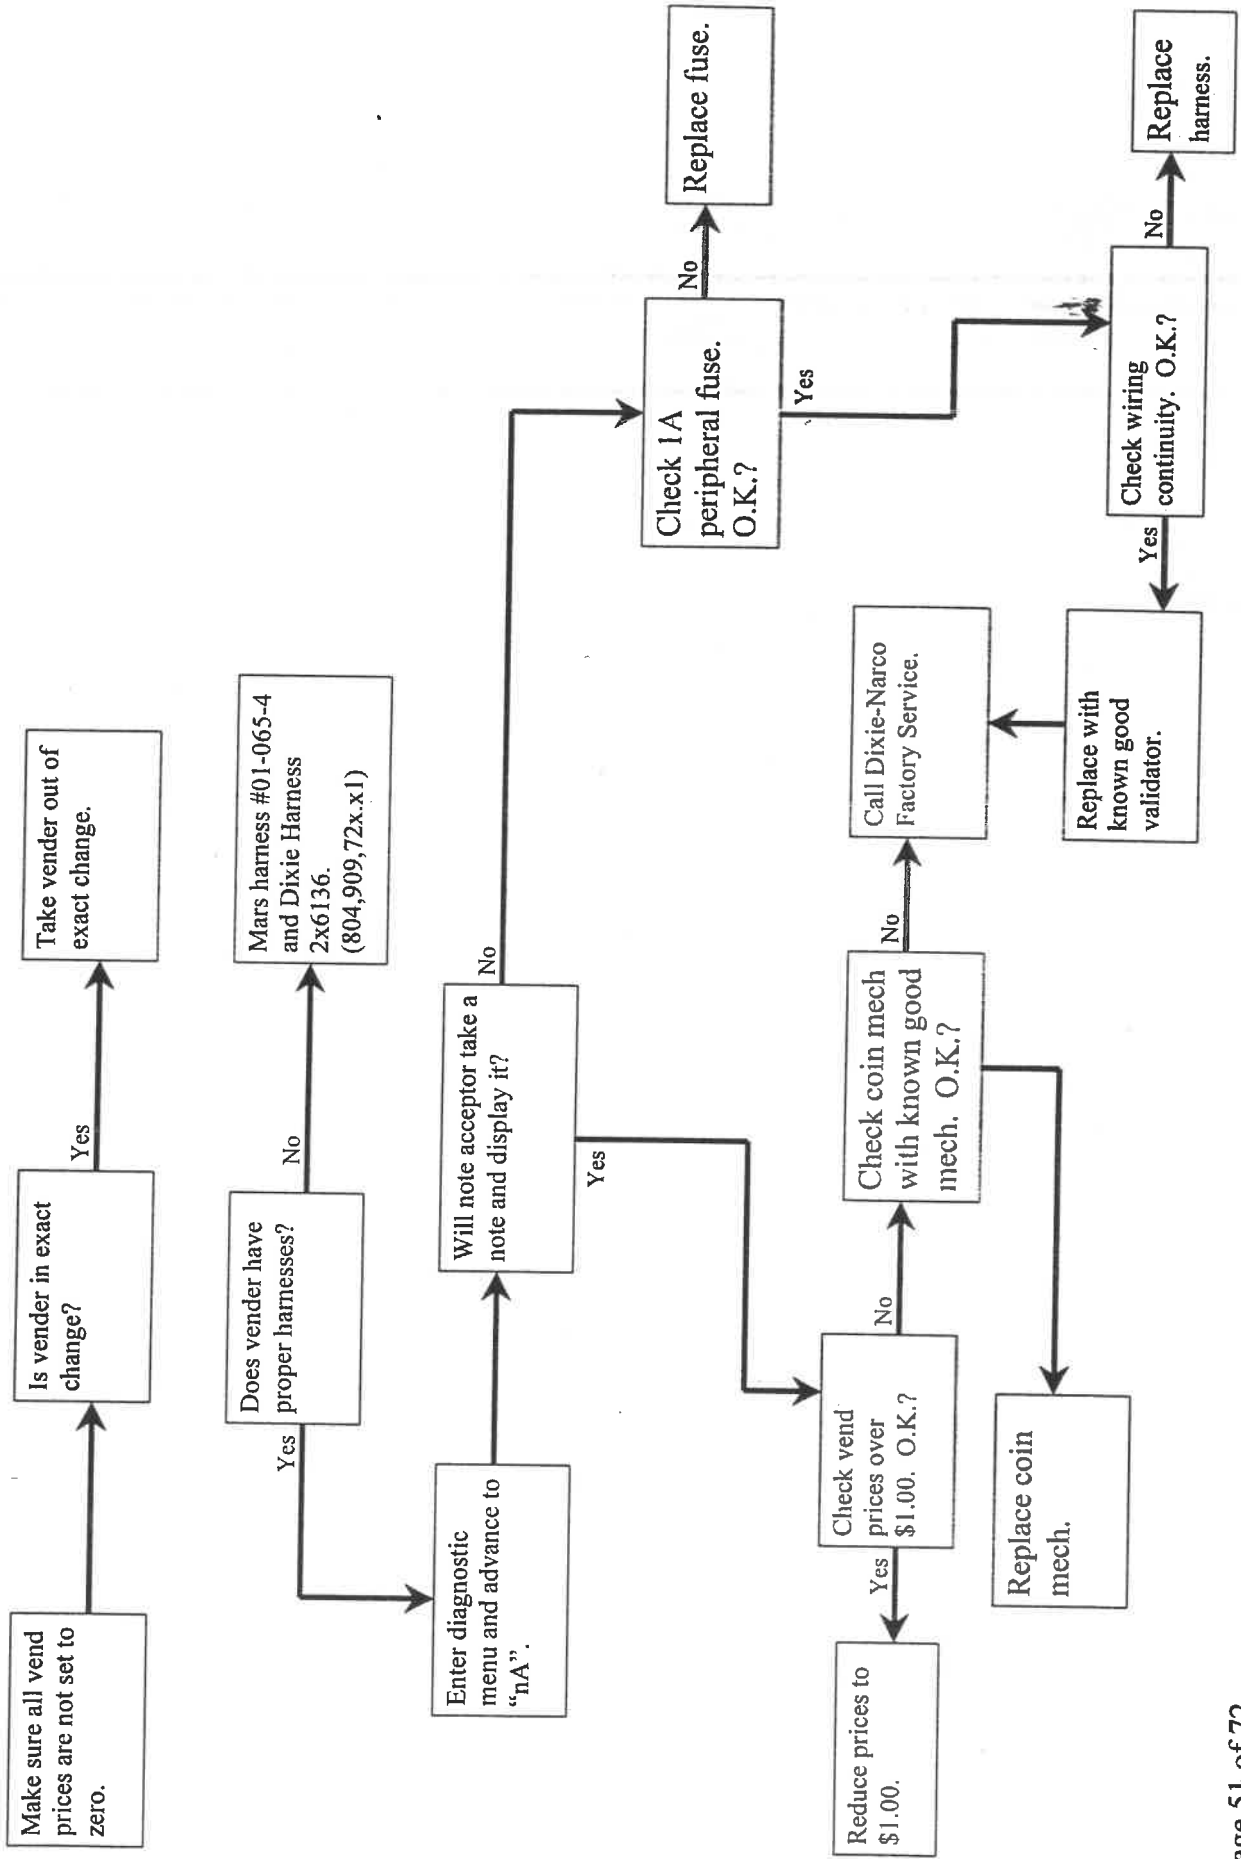 Make sure all vend
prices are not set to
zero.
Is vender in exact
change?
Yes
Take vender out of
exact change.
Does vender have
proper harnesses?
No
Mars harness #01-065-4
and Dixie Harness
2x6136.
(804,909,72x.x1)
Yes
Enter diagnostic
menu and advance to
“nA”.
Will note acceptor take a
note and display it?
No
Check 1A
peripheral fuse.
O.K.?
No
Replace fuse.
Yes
Yes
Check vend
prices over
$1.00. O.K.?
Yes
Reduce prices to
$1.00.
No
Check coin mech
with known good
mech. O.K.?
No
Call Dixie-Narco
Factory Service.
Replace coin
mech.
Check wiring
continuity. O.K.?
No
Replace
harness.
Yes
Replace with
known good
validator.
age 51 of 72